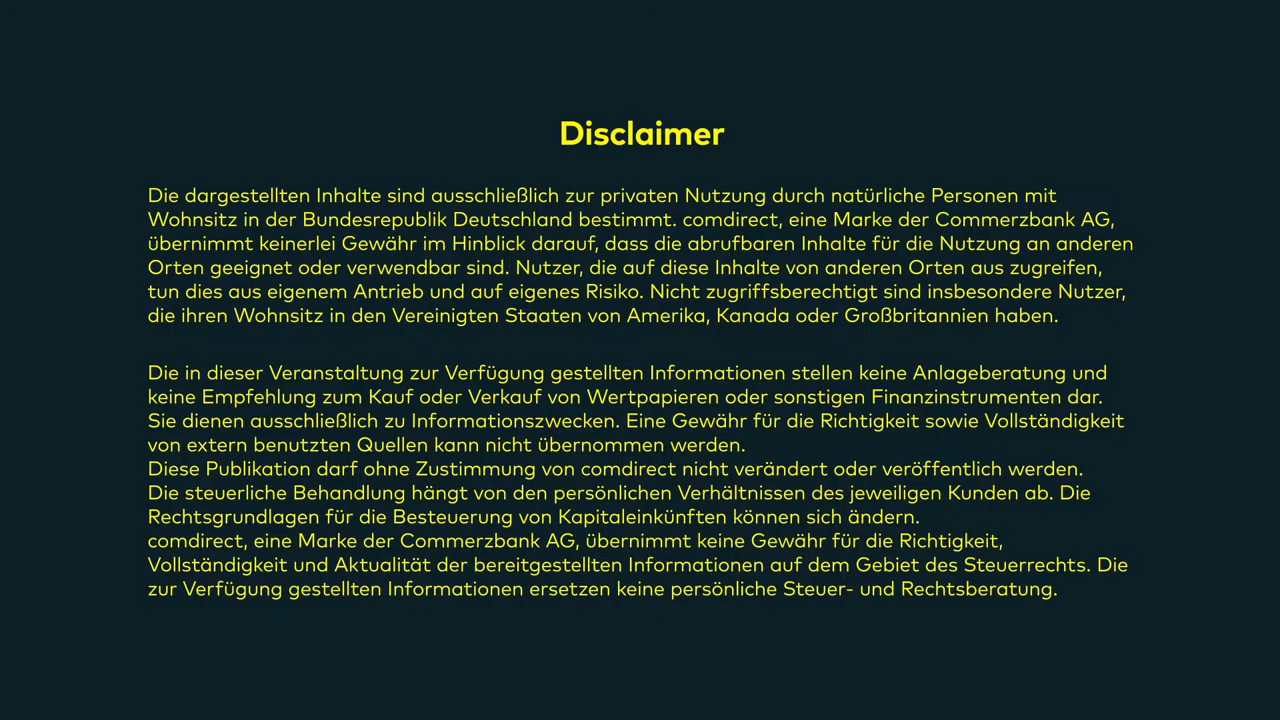 Disclaimer
Die dargestellten Inhalte sind ausschließlich zur privaten Nutzung durch natürliche Personen mit
Wohnsitz in der Bundesrepublik Deutschland bestimmt. comdirect, eine Marke der Commerzbank AG,
übernimmt keinerlei Gewähr im Hinblick darauf, dass die abrufbaren Inhalte für die Nutzung an anderen
Orten geeignet oder verwendbar sind. Nutzer, die auf diese Inhalte von anderen Orten aus zugreifen,
tun dies aus eigenem Antrieb und auf eigenes Risiko. Nicht zugriffsberechtigt sind insbesondere Nutzer,
die ihren Wohnsitz in den Vereinigten Staaten von Amerika, Kanada oder Großbritannien haben.
Die in dieser Veranstaltung zur Verfügung gestellten Informationen stellen keine Anlageberatung und
keine Empfehlung zum Kauf oder Verkauf von Wertpapieren oder sonstigen Finanzinstrumenten dar.
Sie dienen ausschließlich zu Informationszwecken. Eine Gewähr für die Richtigkeit sowie Vollständigkeit
von extern benutzten Quellen kann nicht übernommen werden.
Diese Publikation darf ohne Zustimmung von comdirect nicht verändert oder veröffentlich werden.
Die steuerliche Behandlung hängt von den persönlichen Verhältnissen des jeweiligen Kunden ab. Die
Rechtsgrundlagen für die Besteuerung von Kapitaleinkünften können sich ändern.
comdirect, eine Marke der Commerzbank AG, übernimmt keine Gewähr für die Richtigkeit,
Vollständigkeit und Aktualität der bereitgestellten Informationen auf dem Gebiet des Steuerrechts. Die
zur Verfügung gestellten Informationen ersetzen keine persönliche Steuer- und Rechtsberatung.